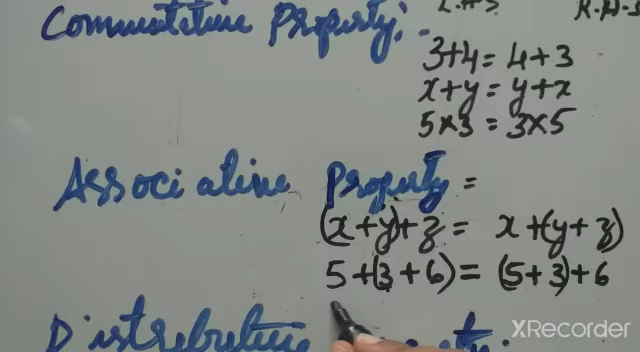 L.H.S R.H.S
Commutative Property:-
3+4 = 4+3
x+y = y+x
5×3 = 3×5
Associative Property =
(x+y)+z = x+(y+z)
5+(3+6) = (5+3)+6
Distributive
XRecorder